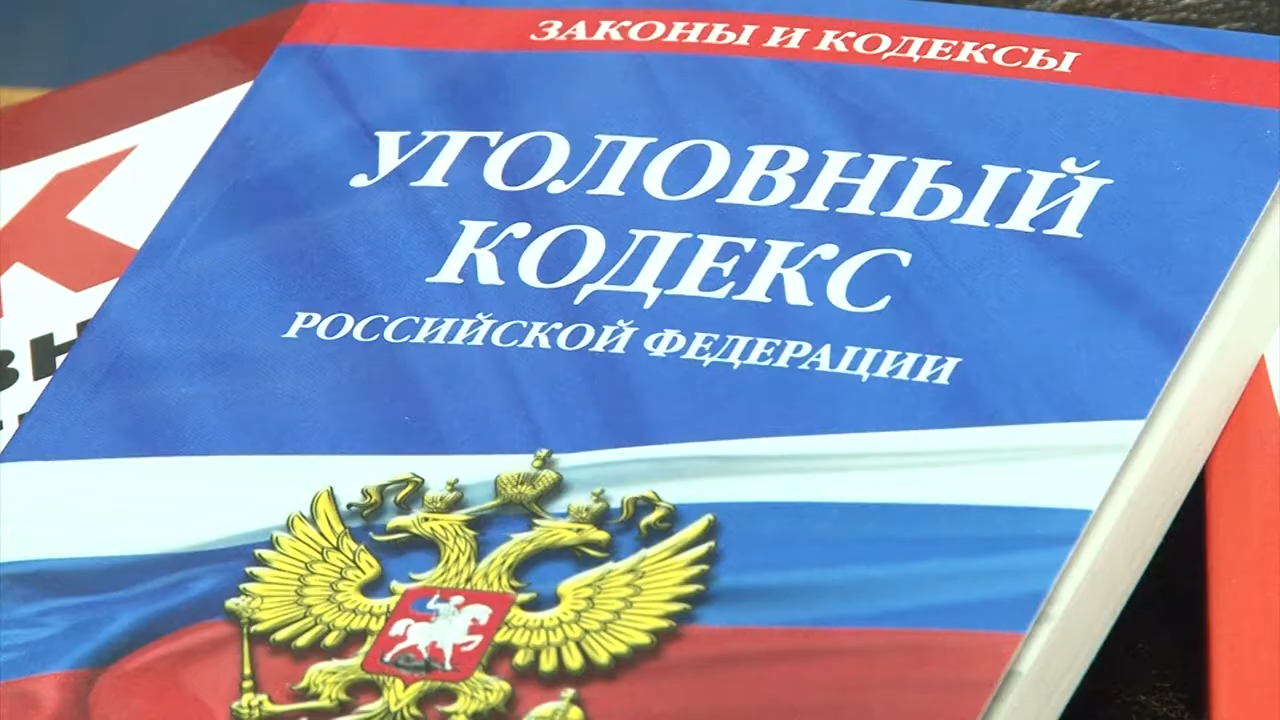 ЗАКОНЫ И КОДЕКСЫ
УГОЛОВНЫЙ
КОДЕКС
РОССИЙСКОЙ ФЕДЕРАЦИИ